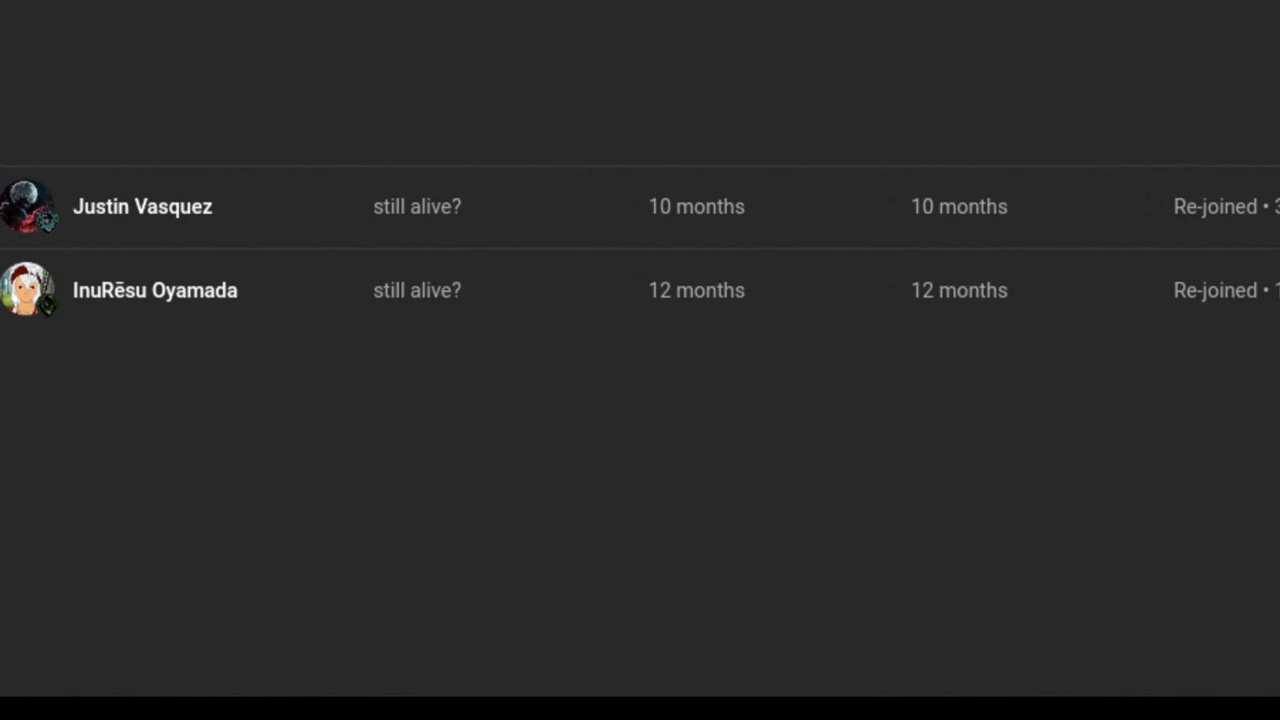 Justin Vasquez still alive? 10 months 10 months Re-joined •
InuRēsu Oyamada still alive? 12 months 12 months Re-joined •